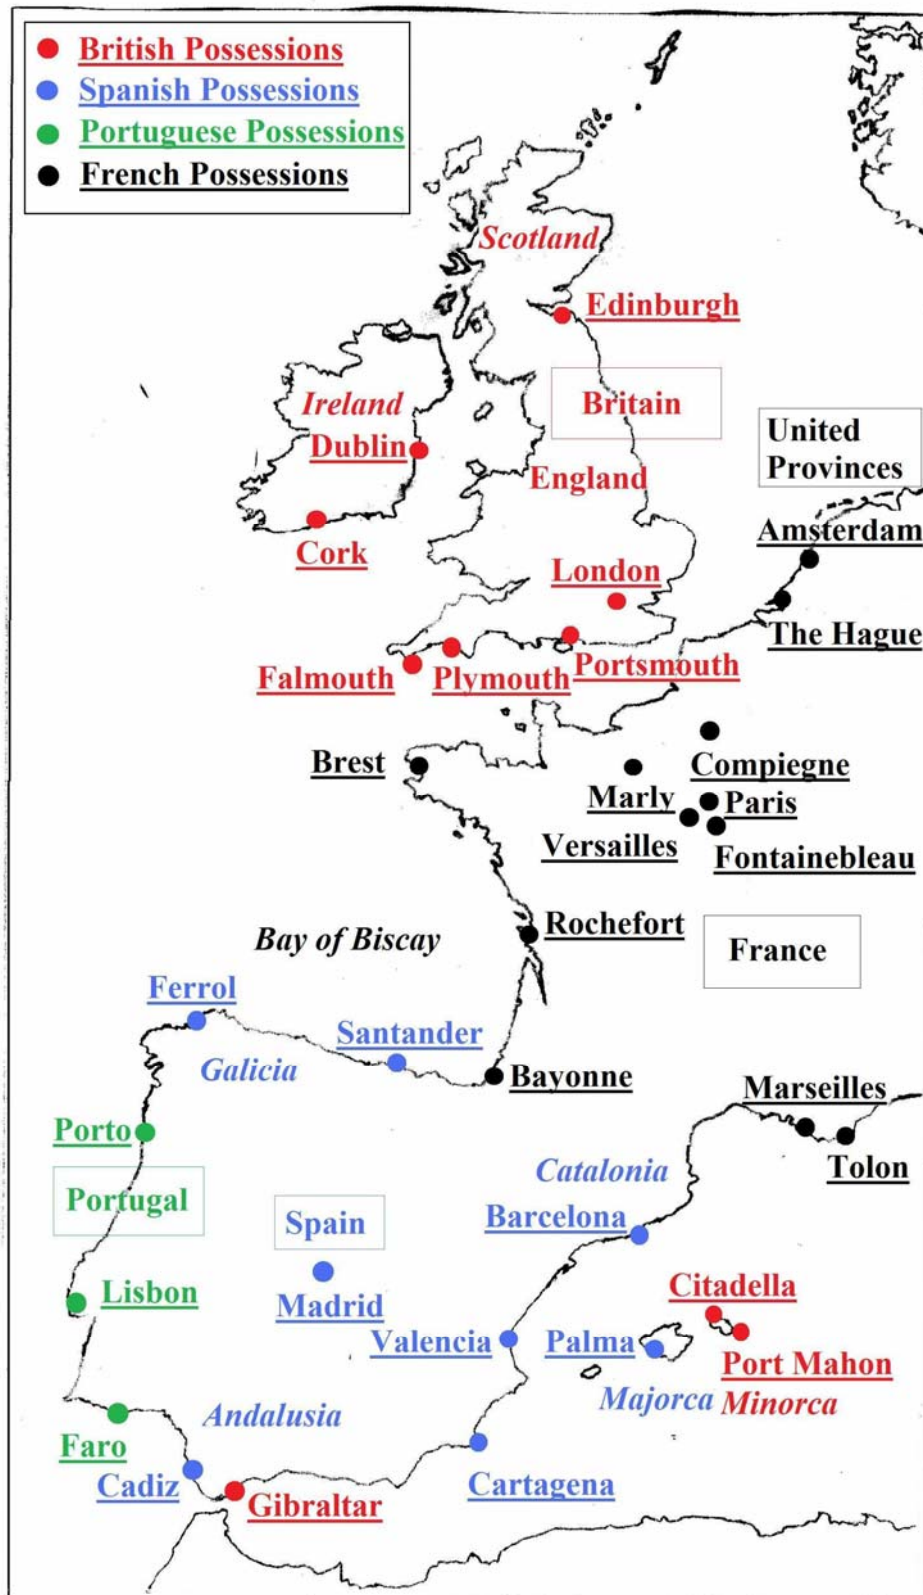 British Possessions
Spanish Possessions
Portuguese Possessions
French Possessions
Scotland
Edinburgh
Ireland
Britain
Dublin
United
Provinces
England
Amsterdam
Cork
London
The Hague
Falmouth
Plymouth
Portsmouth
Brest
Compiegne
Marly
Paris
Versailles
Fontainebleau
Rochefort
Bay of Biscay
France
Ferrol
Santander
Galicia
Bayonne
Marseilles
Porto
Tolon
Catalonia
Portugal
Spain
Barcelona
Lisbon
Madrid
Citadella
Valencia
Palma
Port Mahon
Majorca
Minorca
Andalusia
Faro
Cadiz
Gibraltar
Cartagena